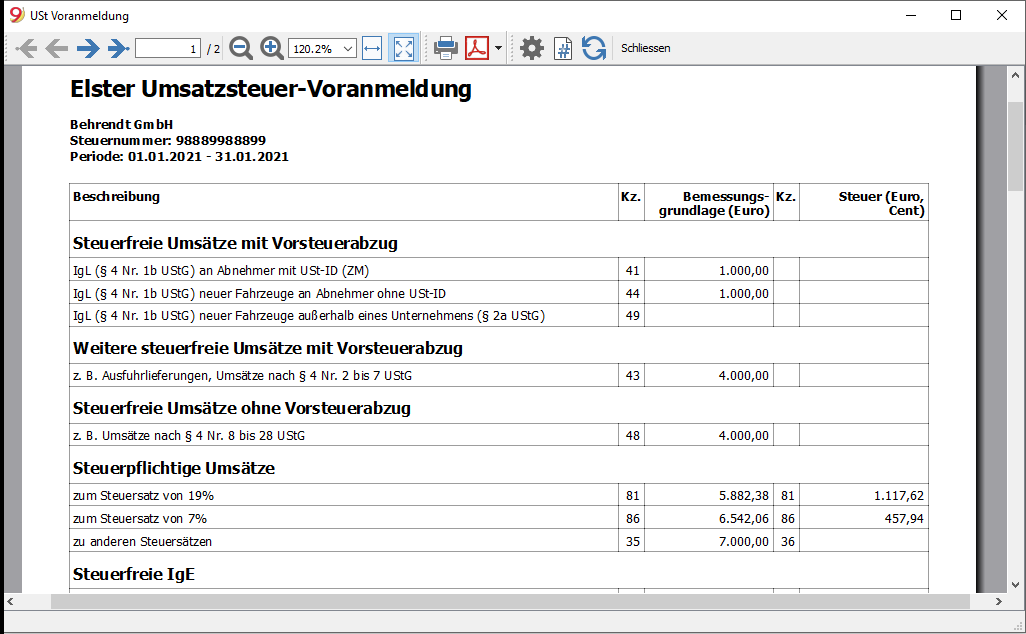 USt Voranmeldung
1 / 2 120.2% Schliessen
Elster Umsatzsteuer-Voranmeldung
Behrendt GmbH
Steuernummer: 98889988899
Periode: 01.01.2021 - 31.01.2021
Beschreibung Kz. Bemessungs- Kz. Steuer (Euro,
grundlage (Euro) Cent)
Steuerfreie Umsätze mit Vorsteuerabzug
IgL (§ 4 Nr. 1b UStG) an Abnehmer mit USt-ID (ZM) 41 1.000,00
IgL (§ 4 Nr. 1b UStG) neuer Fahrzeuge an Abnehmer ohne USt-ID 44 1.000,00
IgL (§ 4 Nr. 1b UStG) neuer Fahrzeuge außerhalb eines Unternehmens (§ 2a UStG) 49
Weitere steuerfreie Umsätze mit Vorsteuerabzug
z. B. Ausfuhrlieferungen, Umsätze nach § 4 Nr. 2 bis 7 UStG 43 4.000,00
Steuerfreie Umsätze ohne Vorsteuerabzug
z. B. Umsätze nach § 4 Nr. 8 bis 28 UStG 48 4.000,00
Steuerpflichtige Umsätze
zum Steuersatz von 19% 81 5.882,38 81 1.117,62
zum Steuersatz von 7% 86 6.542,06 86 457,94
zu anderen Steuersätzen 35 7.000,00 36
Steuerfreie IgE